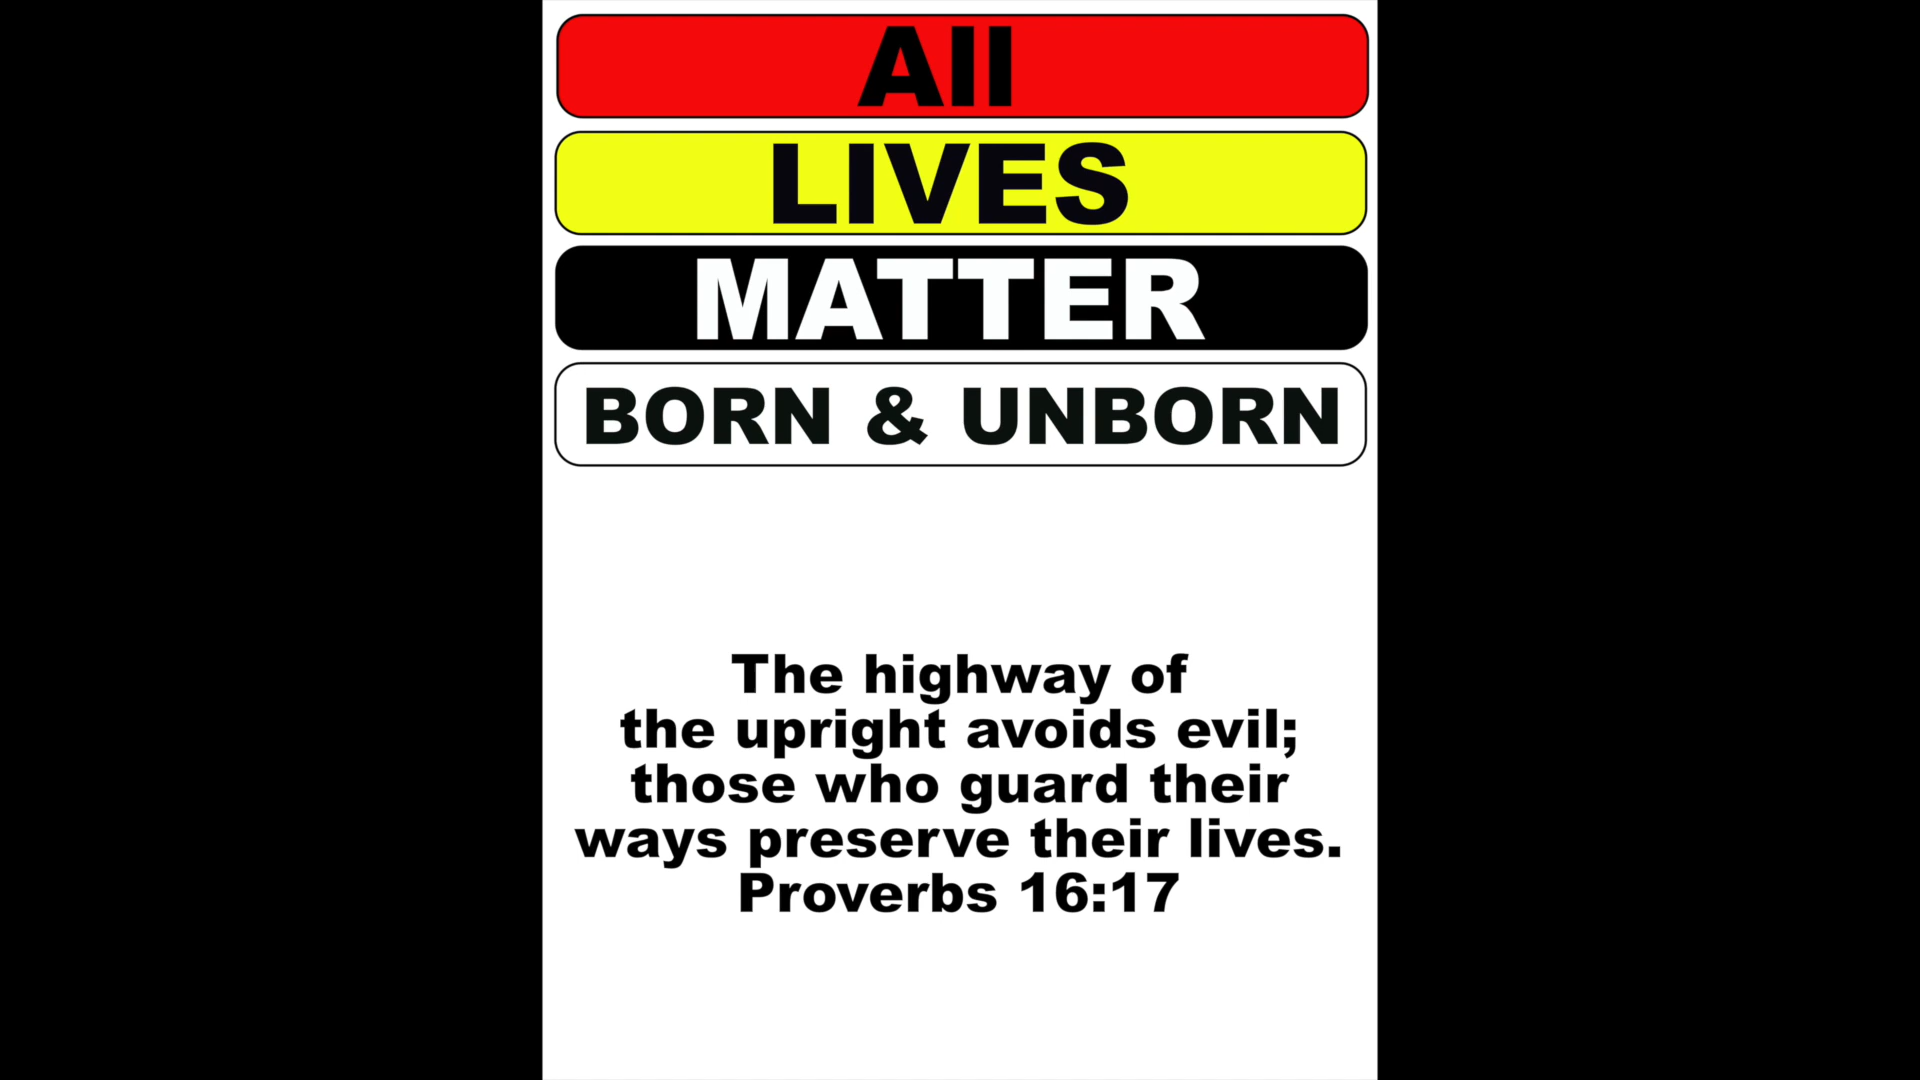 All
LIVES
MATTER
BORN & UNBORN
The highway of
the upright avoids evil;
those who guard their
ways preserve their lives.
Proverbs 16:17